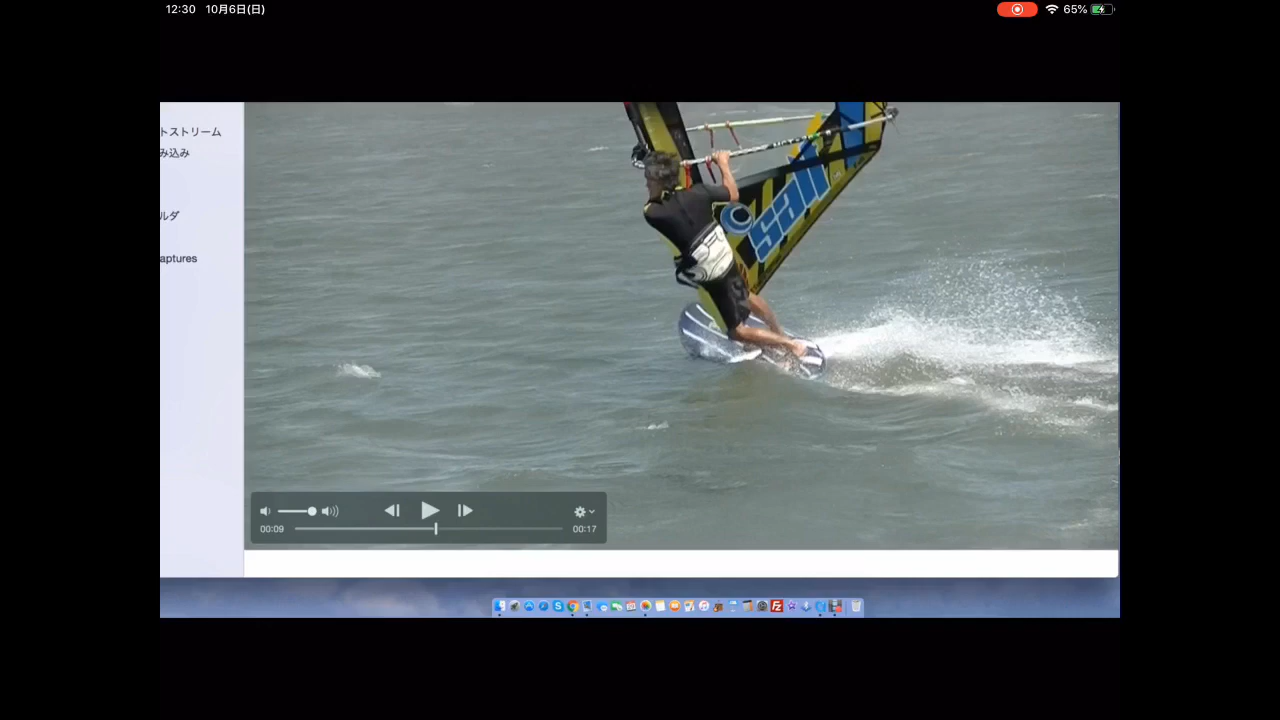 12:30 10月6日(日) 65%
トストリーム
み込み
ルダ
aptures
sail
00:09 00:17